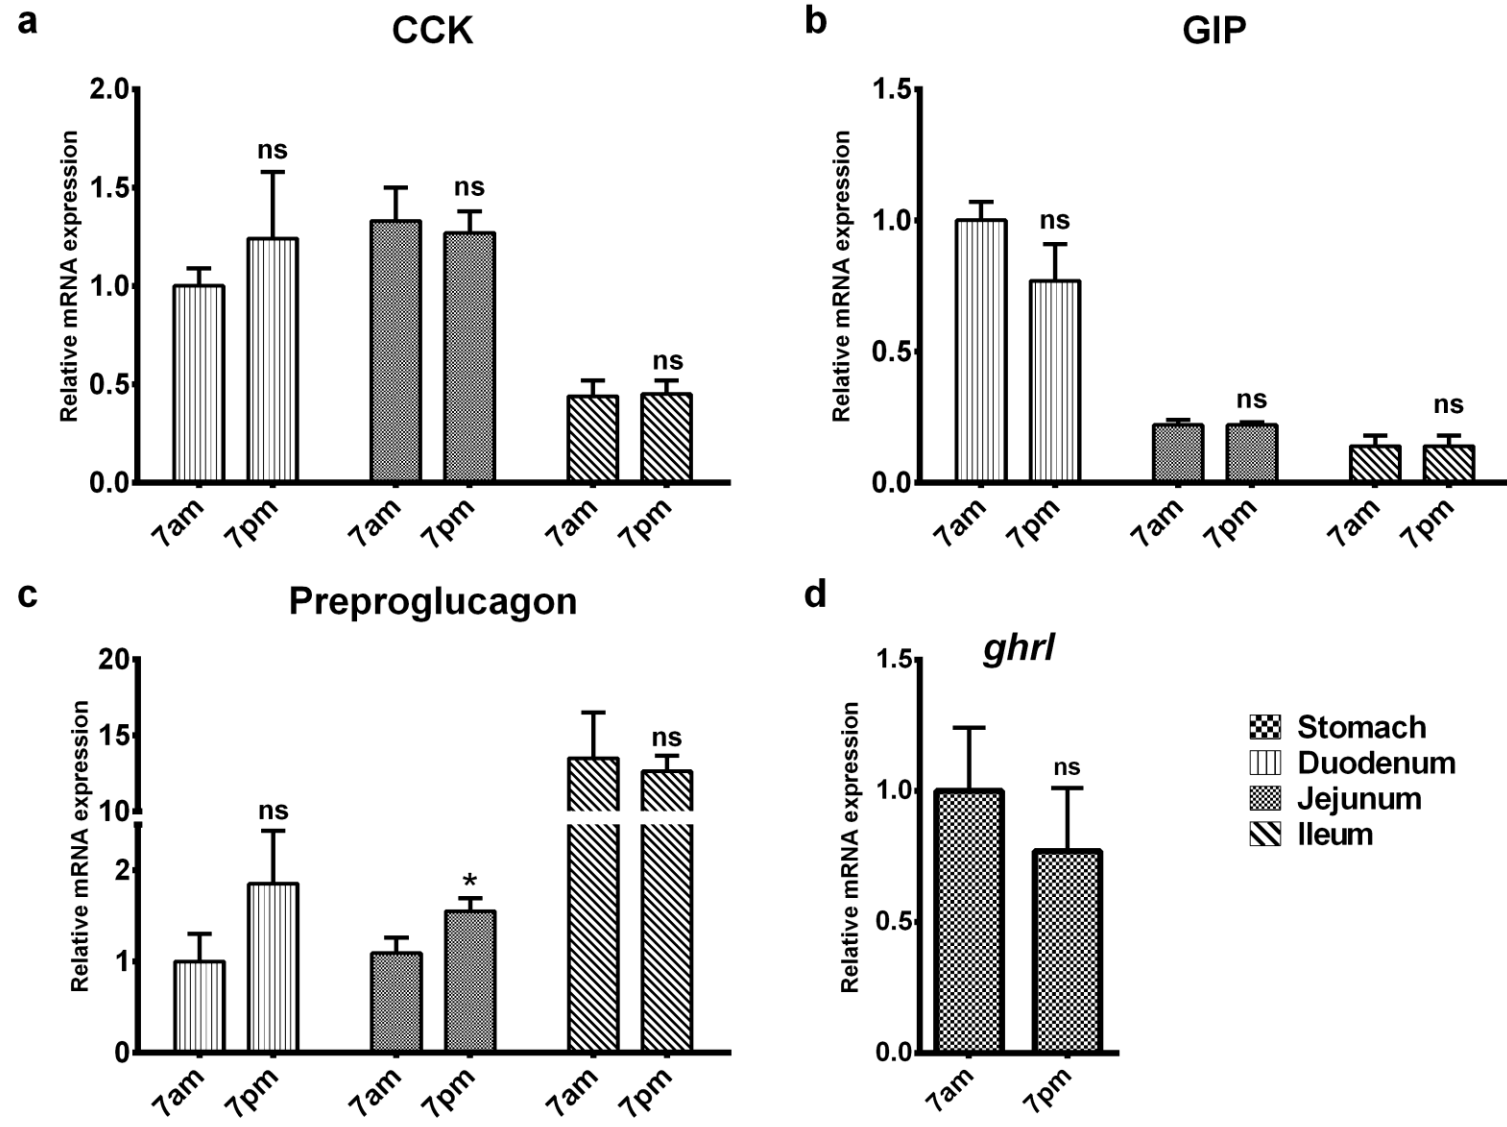 a
CCK
Relative mRNA expression
2.0
1.5
1.0
0.5
0.0
ns
ns
ns
7am 7pm 7am 7pm 7am 7pm
b
GIP
Relative mRNA expression
1.5
1.0
0.5
0.0
ns
ns
ns
7am 7pm 7am 7pm 7am 7pm
c
Preproglucagon
Relative mRNA expression
20
15
10
2
1
0
ns
*
ns
7am 7pm 7am 7pm 7am 7pm
d
ghrl
Relative mRNA expression
1.5
1.0
0.5
0.0
ns
7am 7pm
Stomach
Duodenum
Jejunum
Ileum